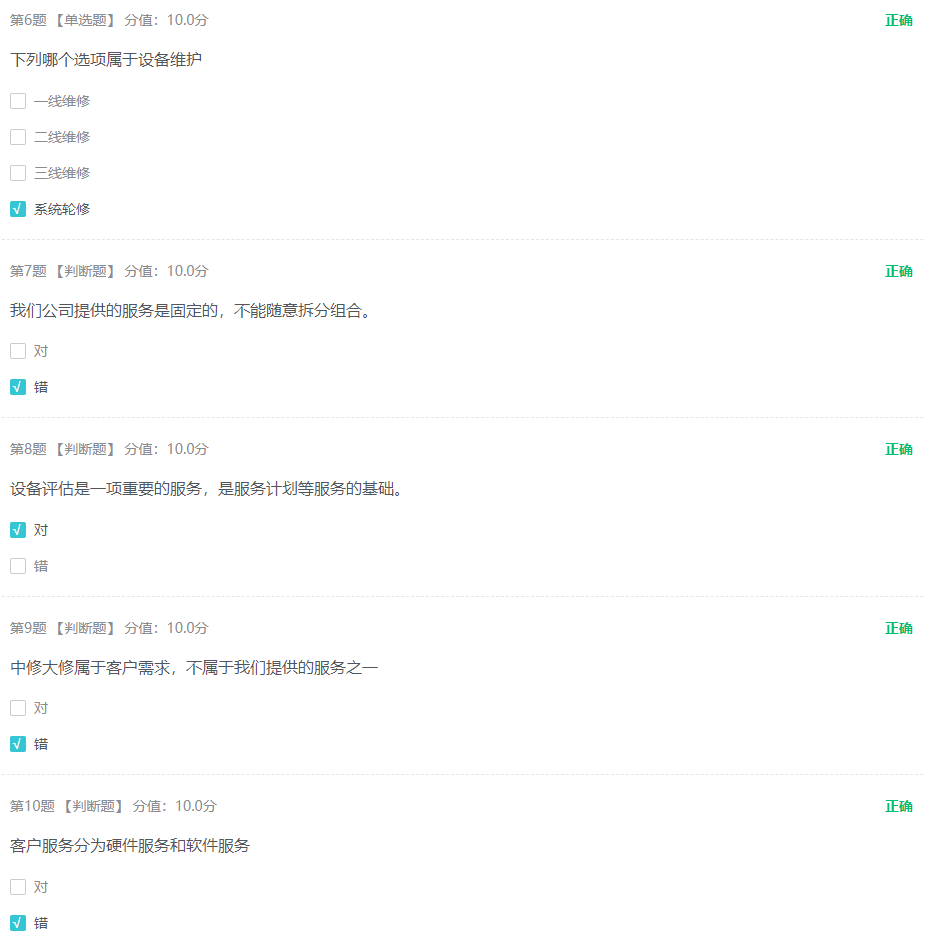 第6题 【单选题】 分值：10.0分 正确
下列哪个选项属于设备维护
一线维修
二线维修
三线维修
√ 系统轮修
第7题 【判断题】 分值：10.0分 正确
我们公司提供的服务是固定的，不能随意拆分组合。
对
√ 错
第8题 【判断题】 分值：10.0分 正确
设备评估是一项重要的服务，是服务计划等服务的基础。
√ 对
错
第9题 【判断题】 分值：10.0分 正确
中修大修属于客户需求，不属于我们提供的服务之一
对
√ 错
第10题 【判断题】 分值：10.0分 正确
客户服务分为硬件服务和软件服务
对
√ 错